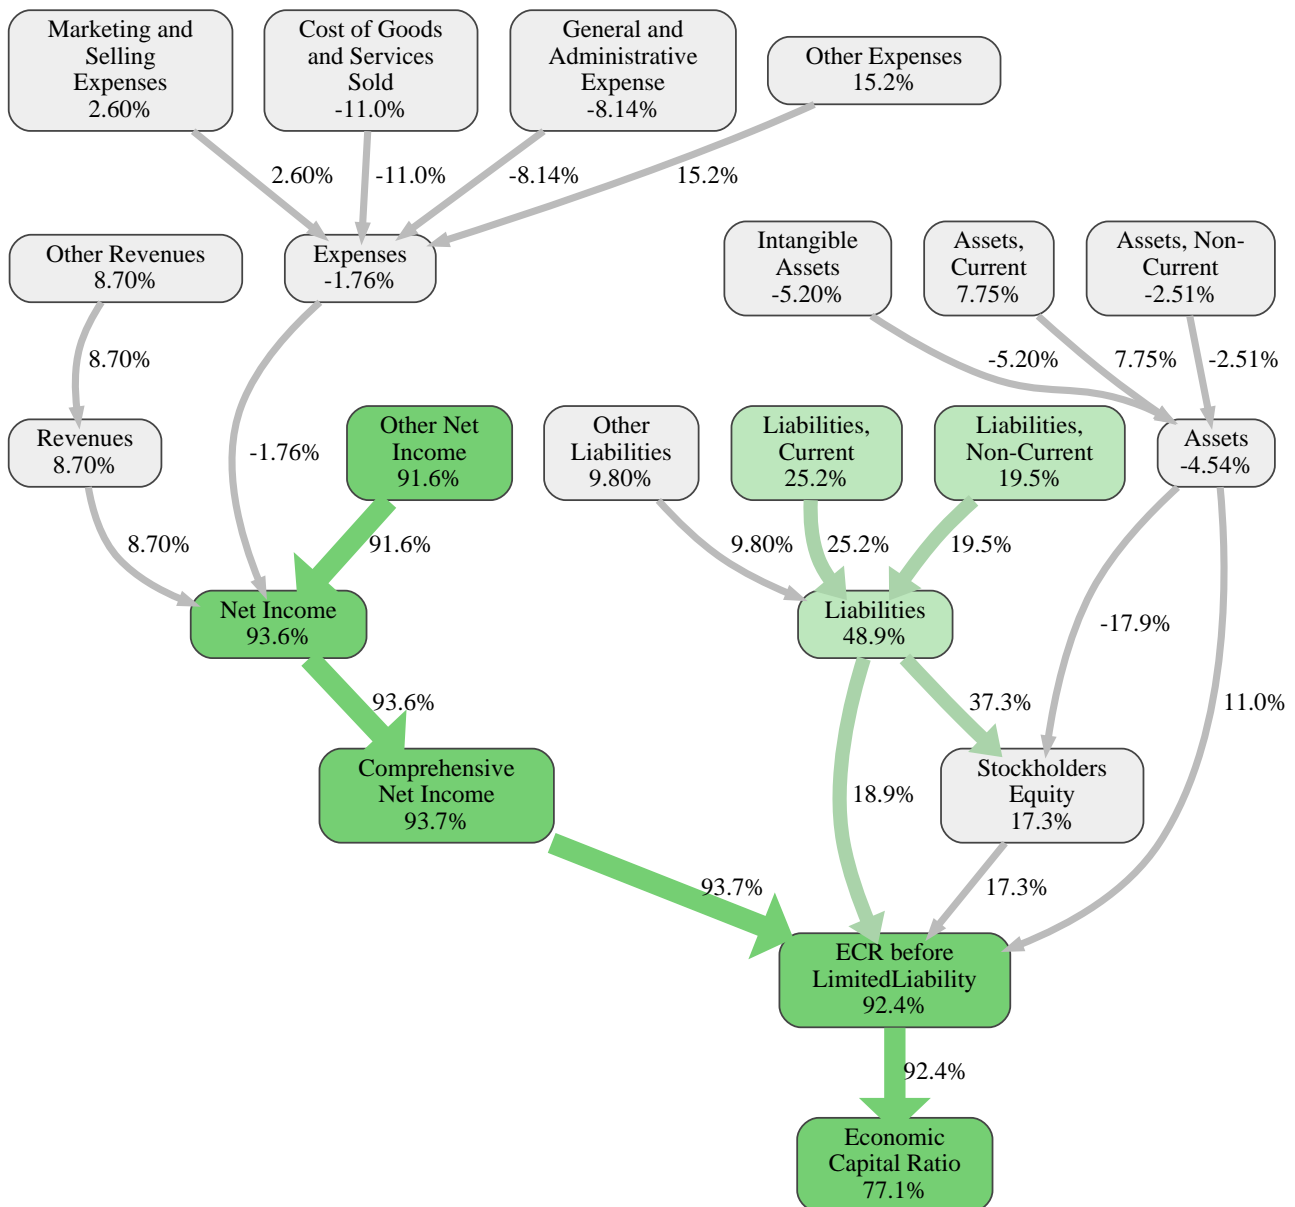 Marketing and
Selling
Expenses
2.60%
Cost of Goods
and Services
Sold
-11.0%
General and
Administrative
Expense
-8.14%
Other Expenses
15.2%
2.60%
-11.0%
-8.14%
15.2%
Other Revenues
8.70%
Expenses
-1.76%
Intangible
Assets
-5.20%
Assets,
Current
7.75%
Assets, Non-
Current
-2.51%
8.70%
-5.20%
7.75%
-2.51%
Revenues
8.70%
-1.76%
Other Net
Income
91.6%
Other
Liabilities
9.80%
Liabilities,
Current
25.2%
Liabilities,
Non-Current
19.5%
Assets
-4.54%
8.70%
91.6%
9.80%
25.2%
19.5%
Net Income
93.6%
Liabilities
48.9%
-17.9%
93.6%
37.3%
11.0%
Comprehensive
Net Income
93.7%
18.9%
Stockholders
Equity
17.3%
93.7%
17.3%
ECR before
LimitedLiability
92.4%
92.4%
Economic
Capital Ratio
77.1%